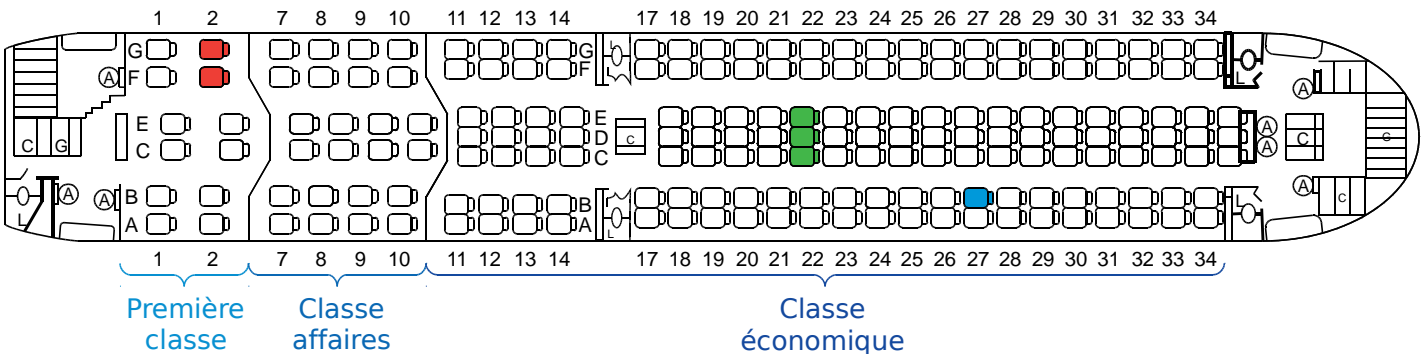 1 2 7 8 9 10 11 12 13 14 17 18 19 20 21 22 23 24 25 26 27 28 29 30 31 32 33 34
G G L L
A F F A
E E A
C G C D C C G
C A
A A B B A C
L A A L L
1 2 7 8 9 10 11 12 13 14 17 18 19 20 21 22 23 24 25 26 27 28 29 30 31 32 33 34
Première classe
Classe affaires
Classe économique